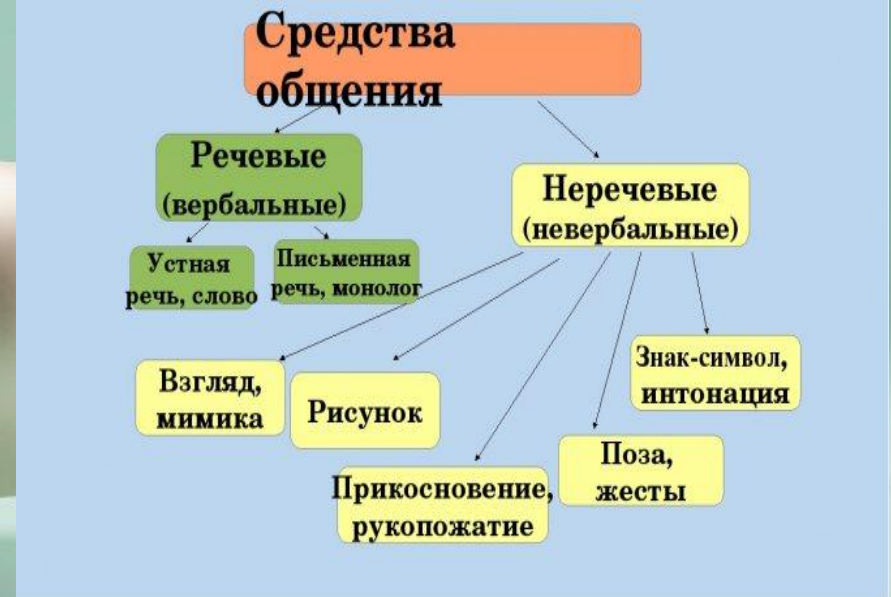 Средства
общения
Речевые
(вербальные)
Неречевые
(невербальные)
Устная
речь, слово
Письменная
речь, монолог
Взгляд,
мимика
Рисунок
Прикосновение,
рукопожатие
Поза,
жесты
Знак-символ,
интонация